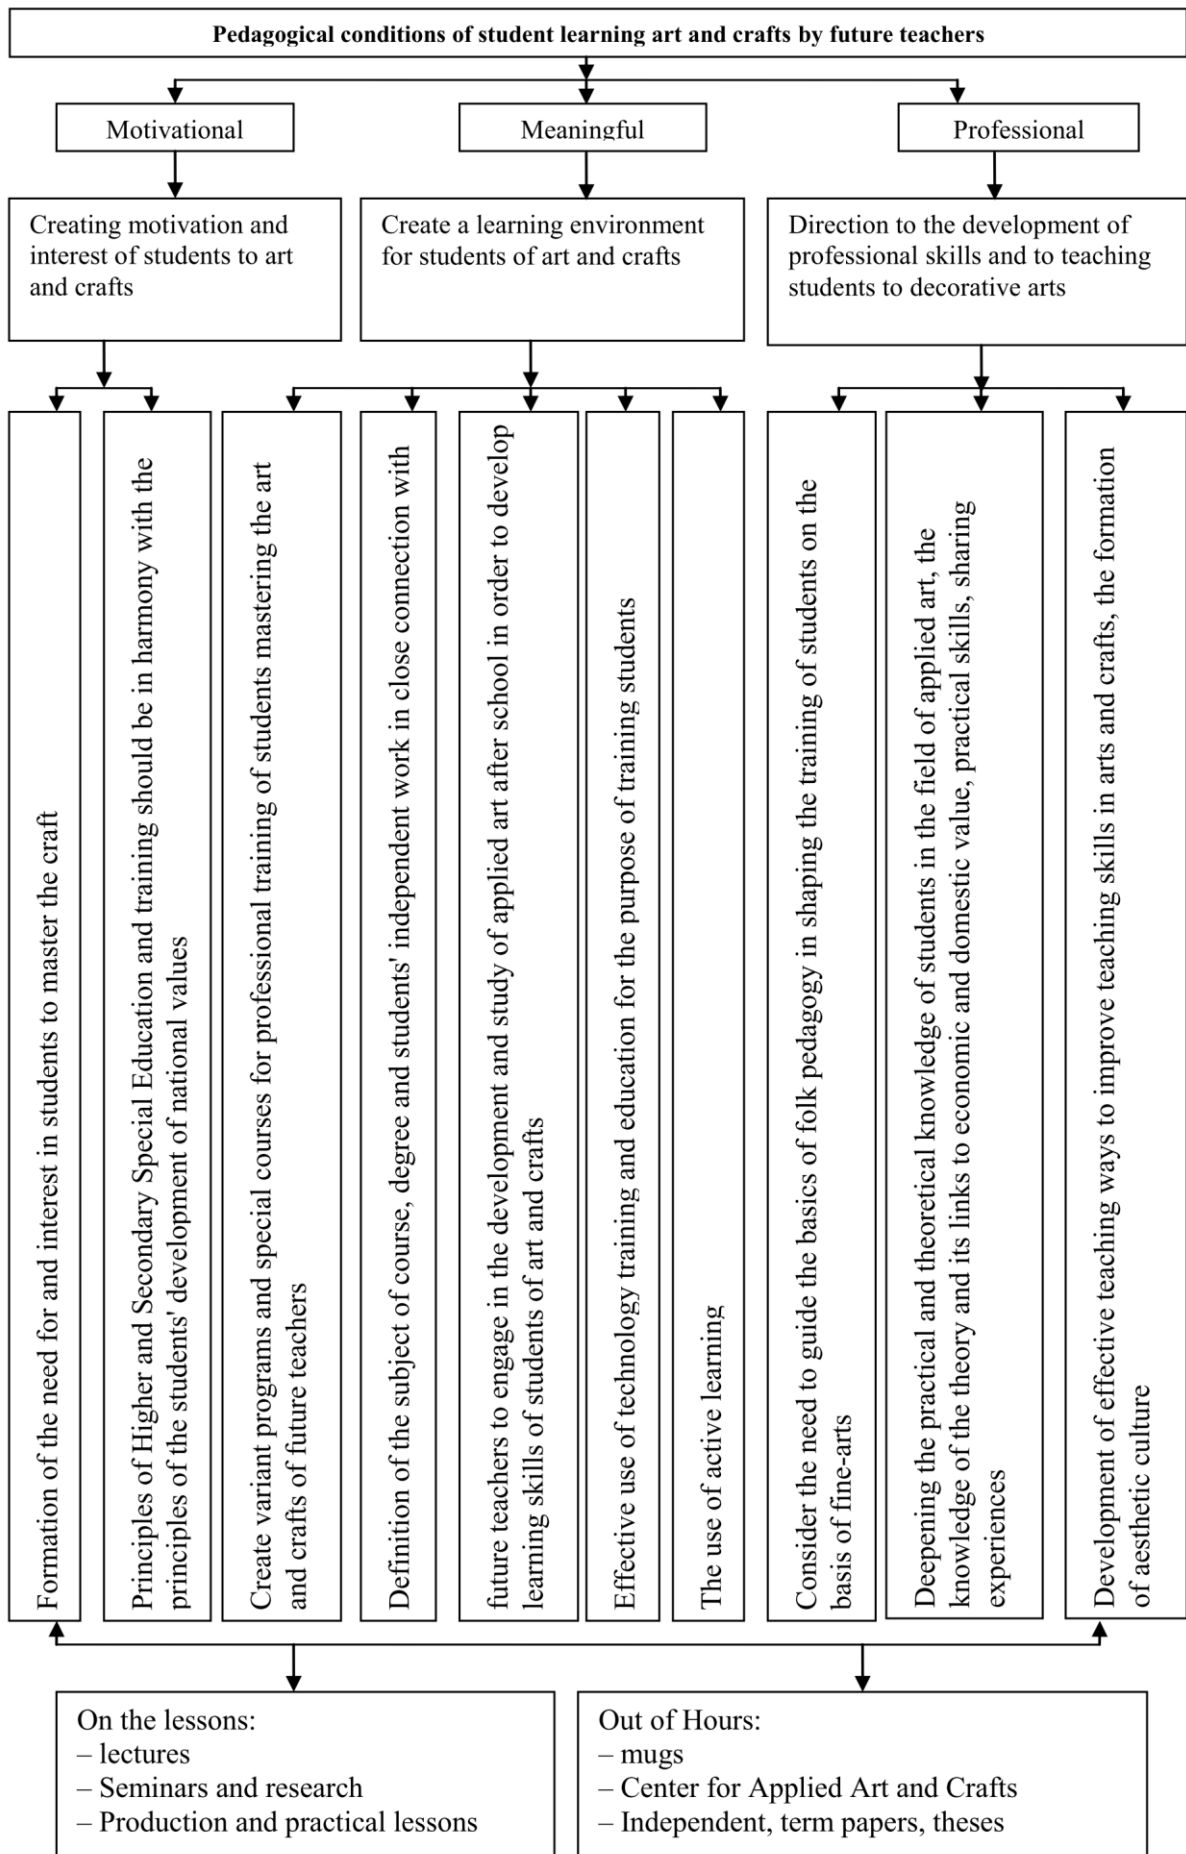 Pedagogical conditions of student learning art and crafts by future teachers
Motivational
Meaningful
Professional
Creating motivation and
interest of students to art
and crafts
Create a learning environment
for students of art and crafts
Direction to the development of
professional skills and to teaching
students to decorative arts
Formation of the need for and interest in students to master the craft
Principles of Higher and Secondary Special Education and training should be in harmony with the
principles of the students' development of national values
Create variant programs and special courses for professional training of students mastering the art
and crafts of future teachers
Definition of the subject of course, degree and students' independent work in close connection with
future teachers to engage in the development and study of applied art after school in order to develop
learning skills of students of art and crafts
Effective use of technology training and education for the purpose of training students
The use of active learning
Consider the need to guide the basics of folk pedagogy in shaping the training of students on the
basis of fine-arts
Deepening the practical and theoretical knowledge of students in the field of applied art, the
knowledge of the theory and its links to economic and domestic value, practical skills, sharing
experiences
Development of effective teaching ways to improve teaching skills in arts and crafts, the formation
of aesthetic culture
On the lessons:
– lectures
– Seminars and research
– Production and practical lessons
Out of Hours:
– mugs
– Center for Applied Art and Crafts
– Independent, term papers, theses